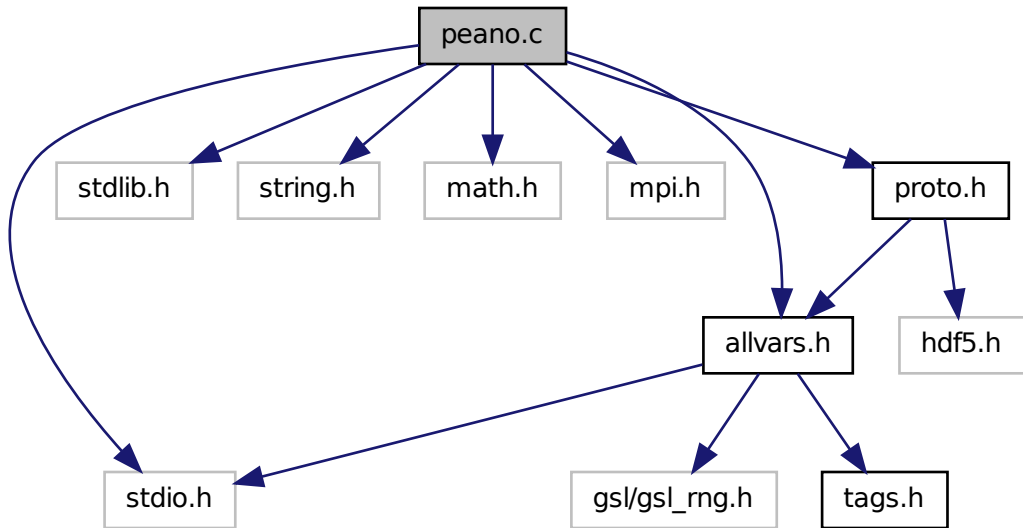 peano.c
stdlib.h
string.h
math.h
mpi.h
proto.h
allvars.h
hdf5.h
stdio.h
gsl/gsl_rng.h
tags.h